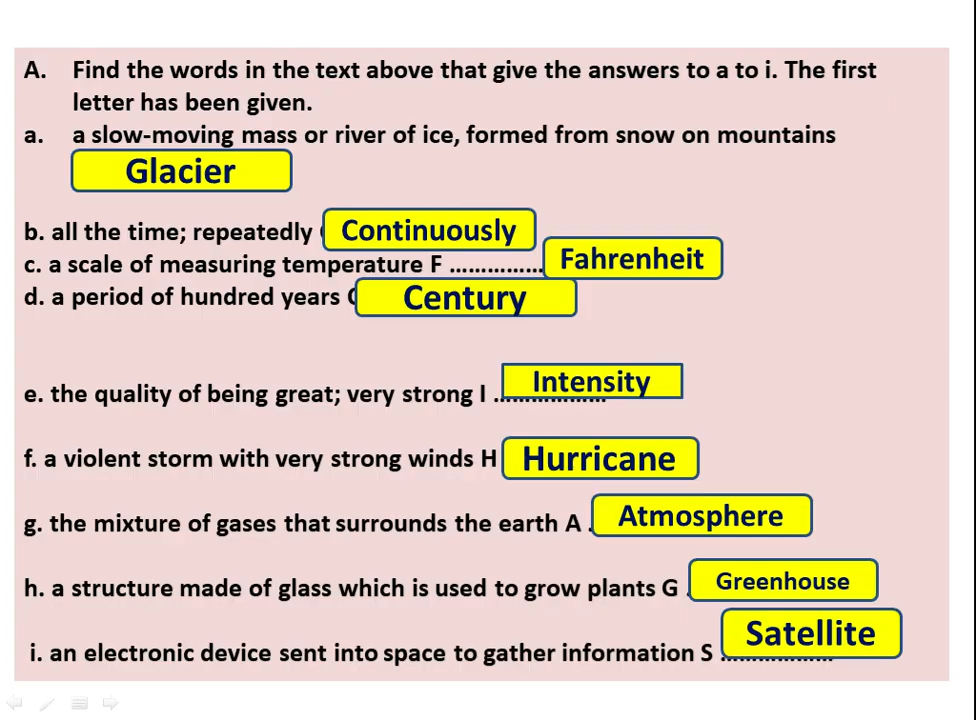 A. Find the words in the text above that give the answers to a to i. The first
letter has been given.
a. a slow-moving mass or river of ice, formed from snow on mountains
Glacier
b. all the time; repeatedly Continuously
c. a scale of measuring temperature F ............... Fahrenheit
d. a period of hundred years Century
e. the quality of being great; very strong I .................. Intensity
f. a violent storm with very strong winds H Hurricane
g. the mixture of gases that surrounds the earth A . Atmosphere
h. a structure made of glass which is used to grow plants G . Greenhouse
i. an electronic device sent into space to gather information S .................. Satellite